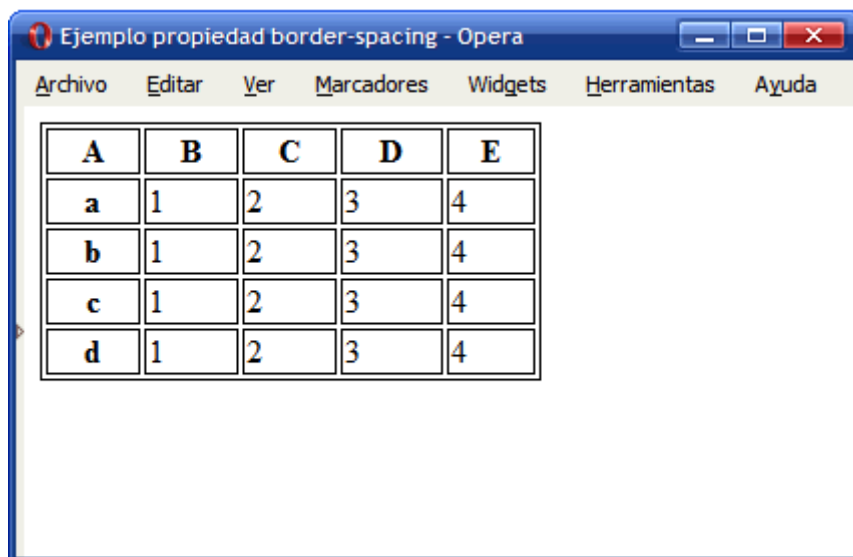 Ejemplo propiedad border-spacing - Opera
Archivo Editar Ver Marcadores Widgets Herramientas Ayuda
A B C D E
a 1 2 3 4
b 1 2 3 4
c 1 2 3 4
d 1 2 3 4